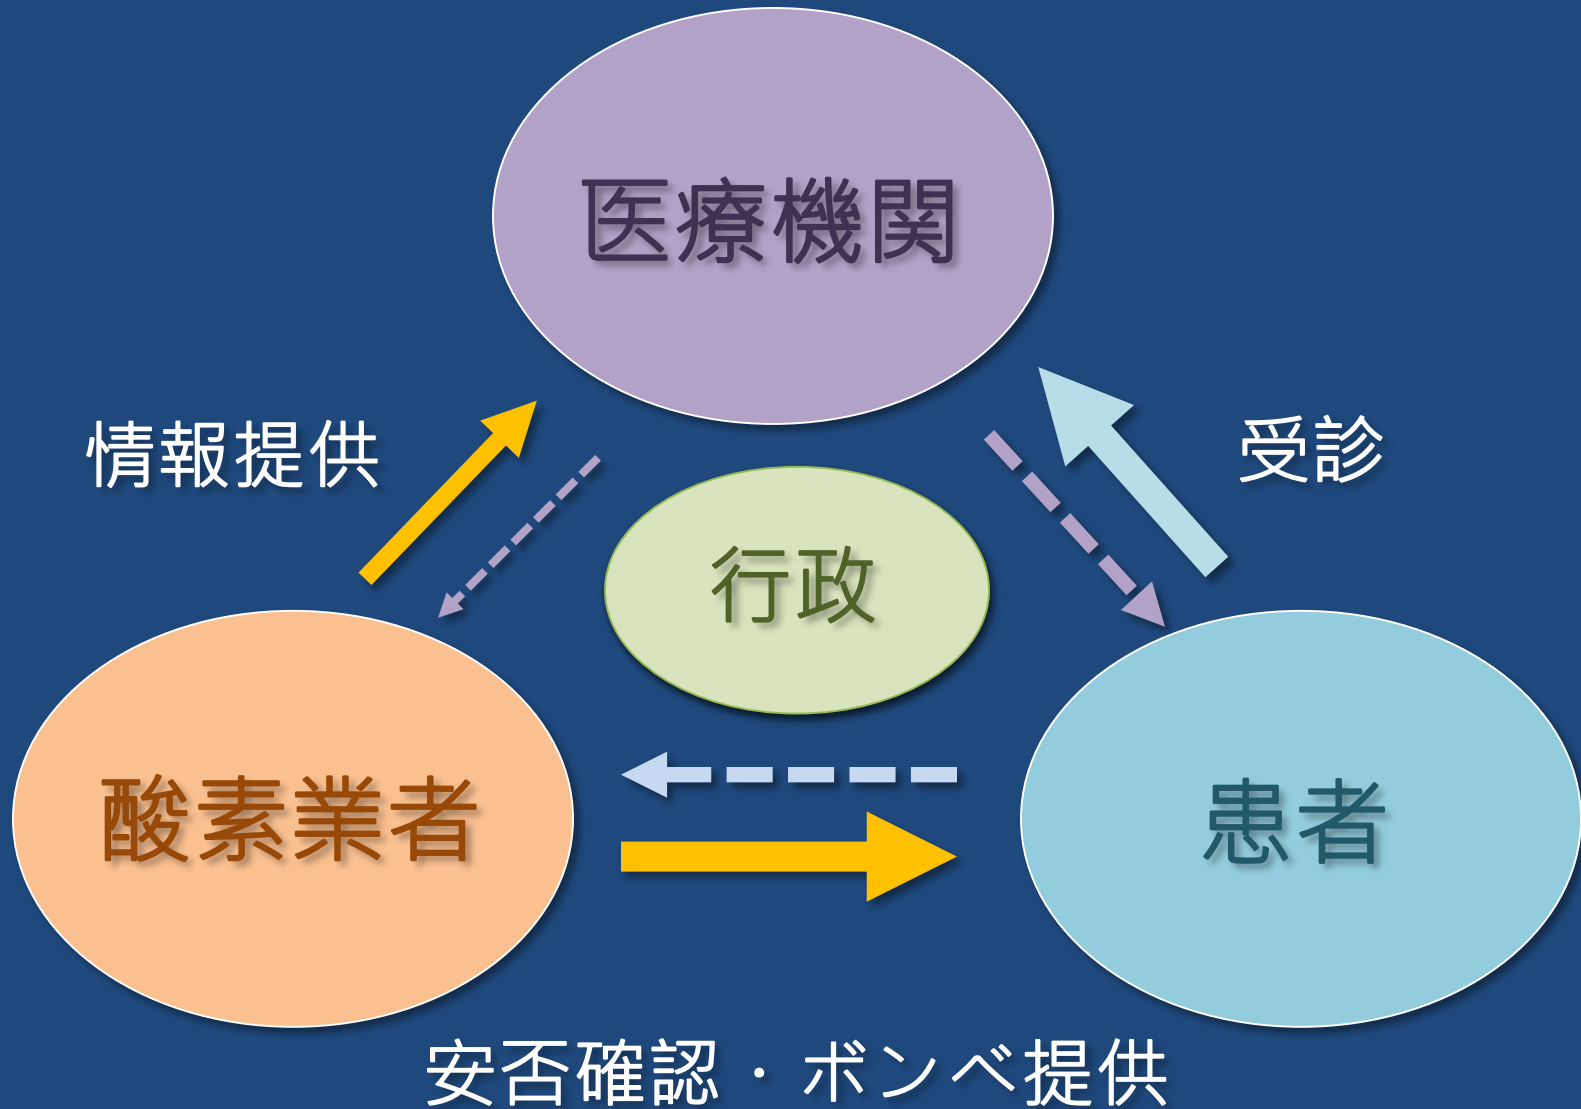 医療機関
情報提供
受診
行政
酸素業者
患者
安否確認・ボンベ提供